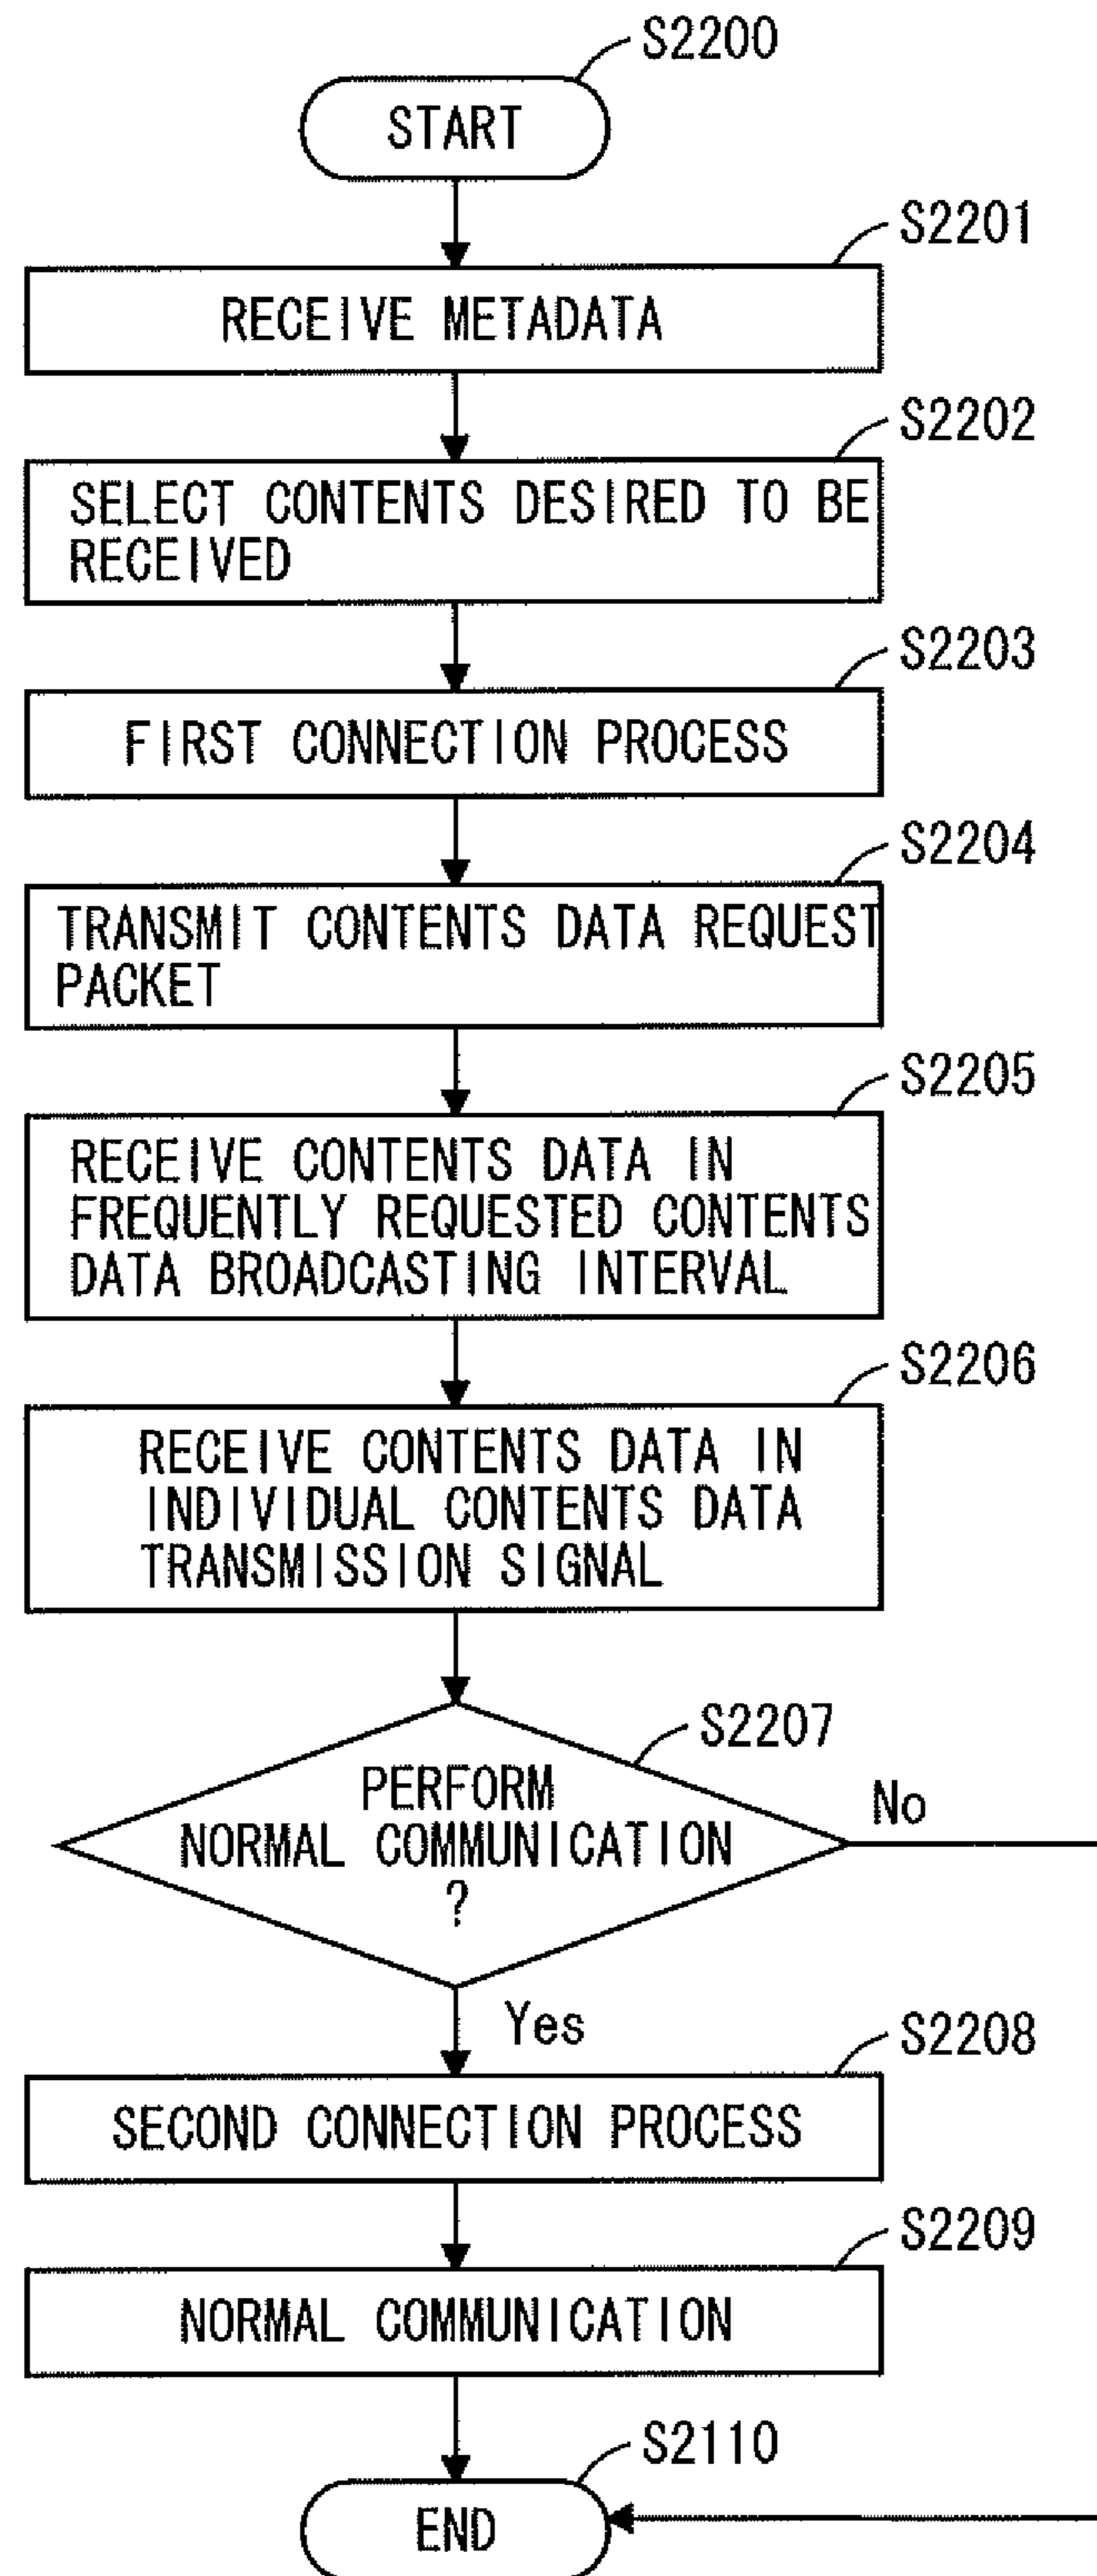 S2200
START
S2201
RECEIVE METADATA
S2202
SELECT CONTENTS DESIRED TO BE
RECEIVED
S2203
FIRST CONNECTION PROCESS
S2204
TRANSMIT CONTENTS DATA REQUEST
PACKET
S2205
RECEIVE CONTENTS DATA IN
FREQUENTLY REQUESTED CONTENTS
DATA BROADCASTING INTERVAL
S2206
RECEIVE CONTENTS DATA IN
INDIVIDUAL CONTENTS DATA
TRANSMISSION SIGNAL
S2207
PERFORM
NORMAL COMMUNICATION
?
No
Yes
S2208
SECOND CONNECTION PROCESS
S2209
NORMAL COMMUNICATION
S2110
END